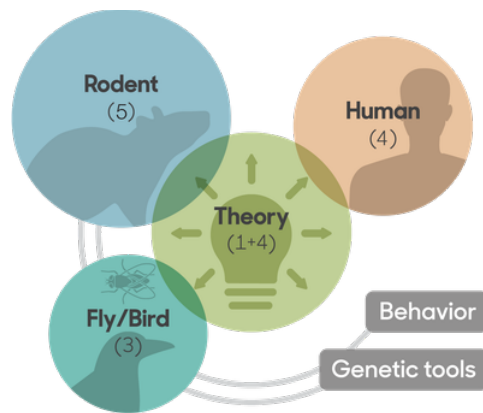 Rodent
(5)
Human
(4)
Theory
(1+4)
Fly/Bird
(3)
Behavior
Genetic tools